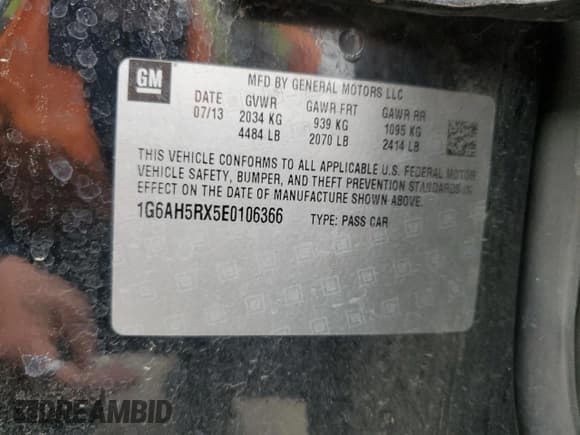 GM
MFD BY GENERAL MOTORS LLC
DATE GVWR GAWR FRT GAWR RR
07/13 2034 KG 939 KG 1095 KG
4484 LB 2070 LB 2414 LB
THIS VEHICLE CONFORMS TO ALL APPLICABLE U.S. FEDERAL MOTOR
VEHICLE SAFETY, BUMPER, AND THEFT PREVENTION STANDARDS IN
EFFECT ON THE DATE OF MANUFACTURE SHOWN ABOVE.
1G6AH5RX5E0106366 TYPE: PASS CAR
DREAMBID